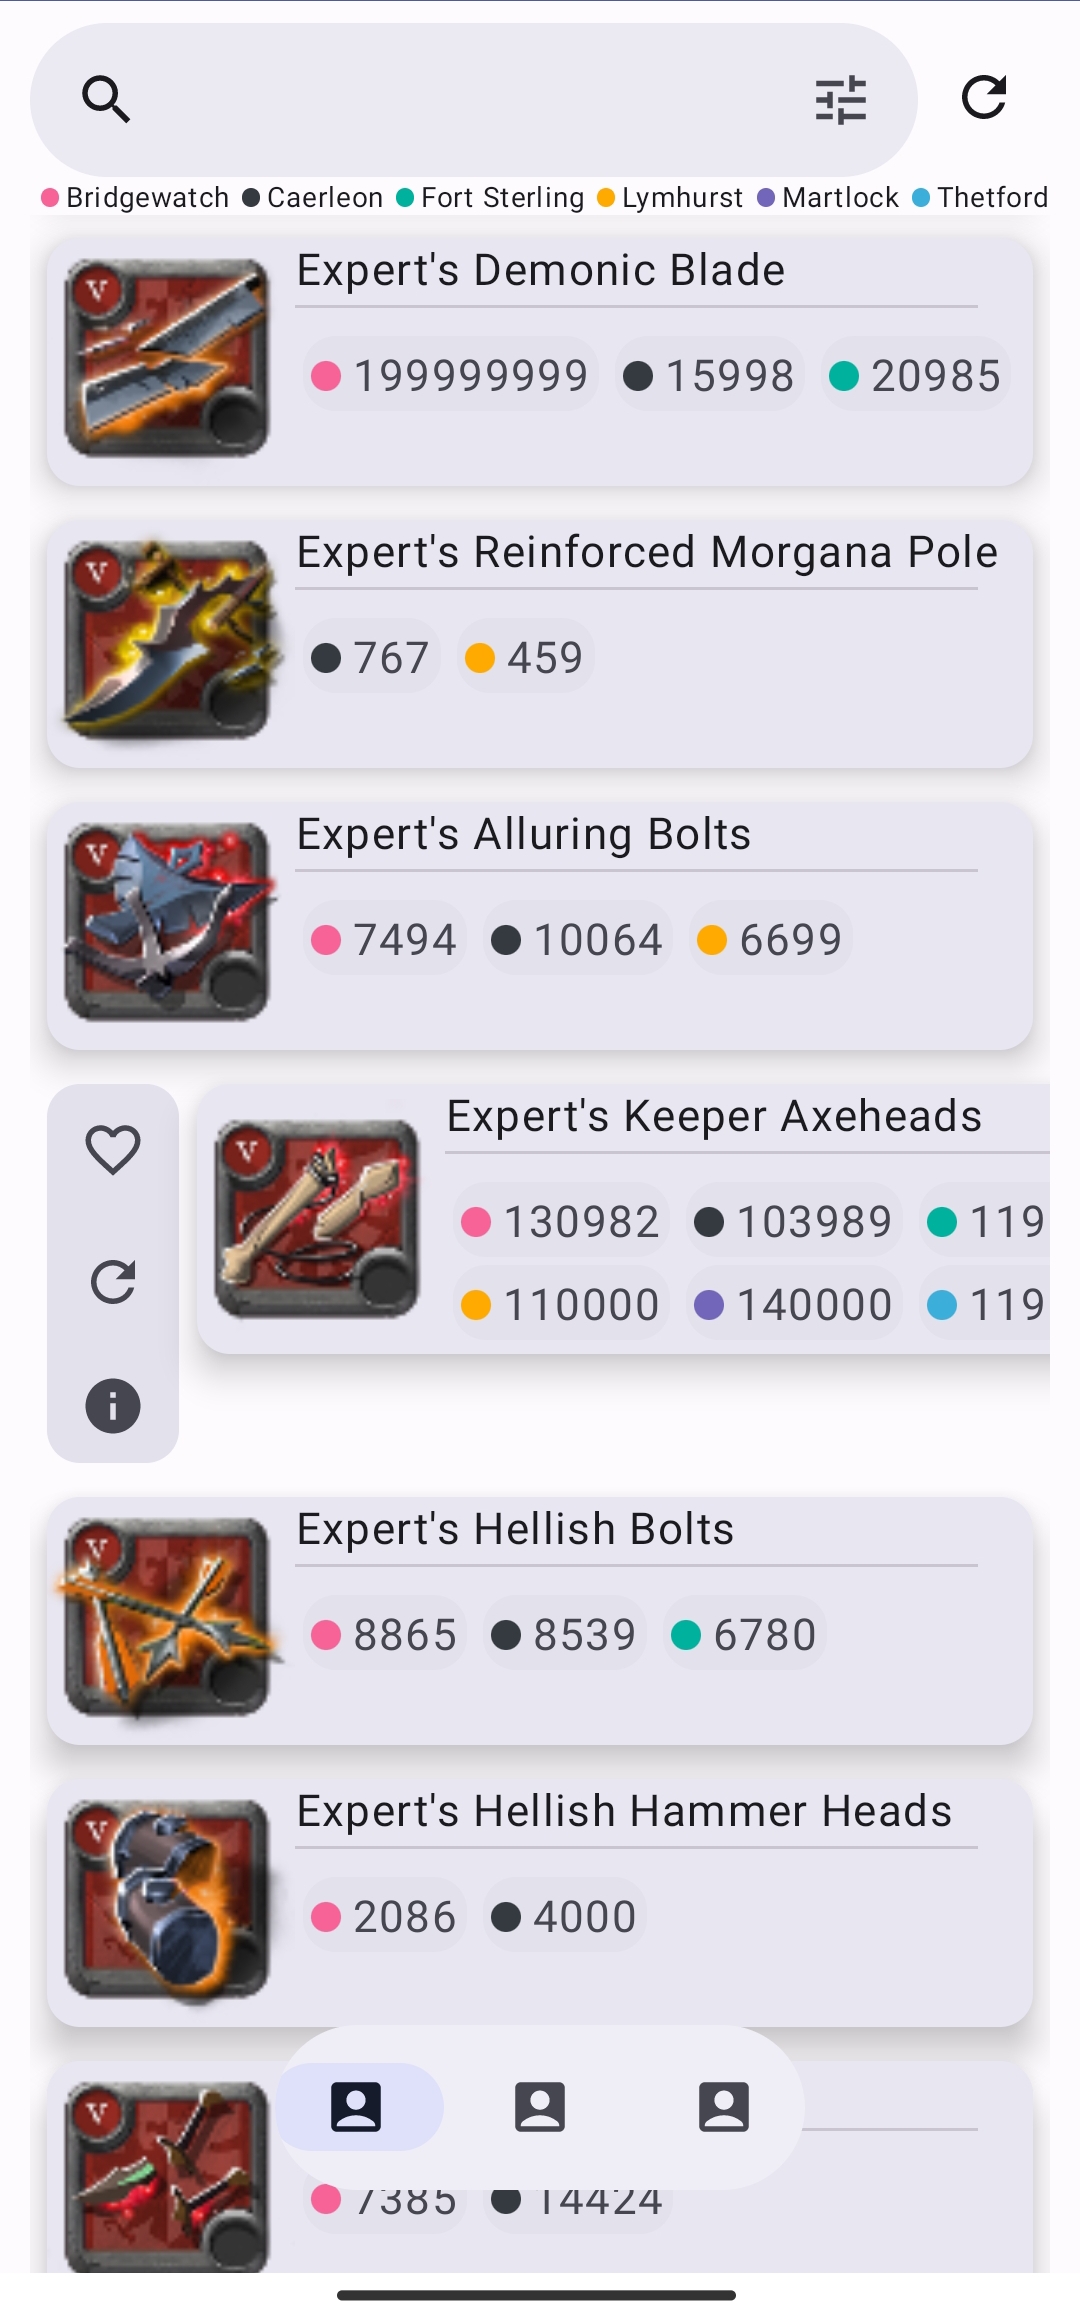 Bridgewatch Caerleon Fort Sterling Lymhurst Martlock Thetford
V
Expert's Demonic Blade
199999999 15998 20985
V
Expert's Reinforced Morgana Pole
767 459
V
Expert's Alluring Bolts
7494 10064 6699
V
Expert's Keeper Axeheads
130982 103989 119
110000 140000 119
V
Expert's Hellish Bolts
8865 8539 6780
V
Expert's Hellish Hammer Heads
2086 4000
V
7385 14424